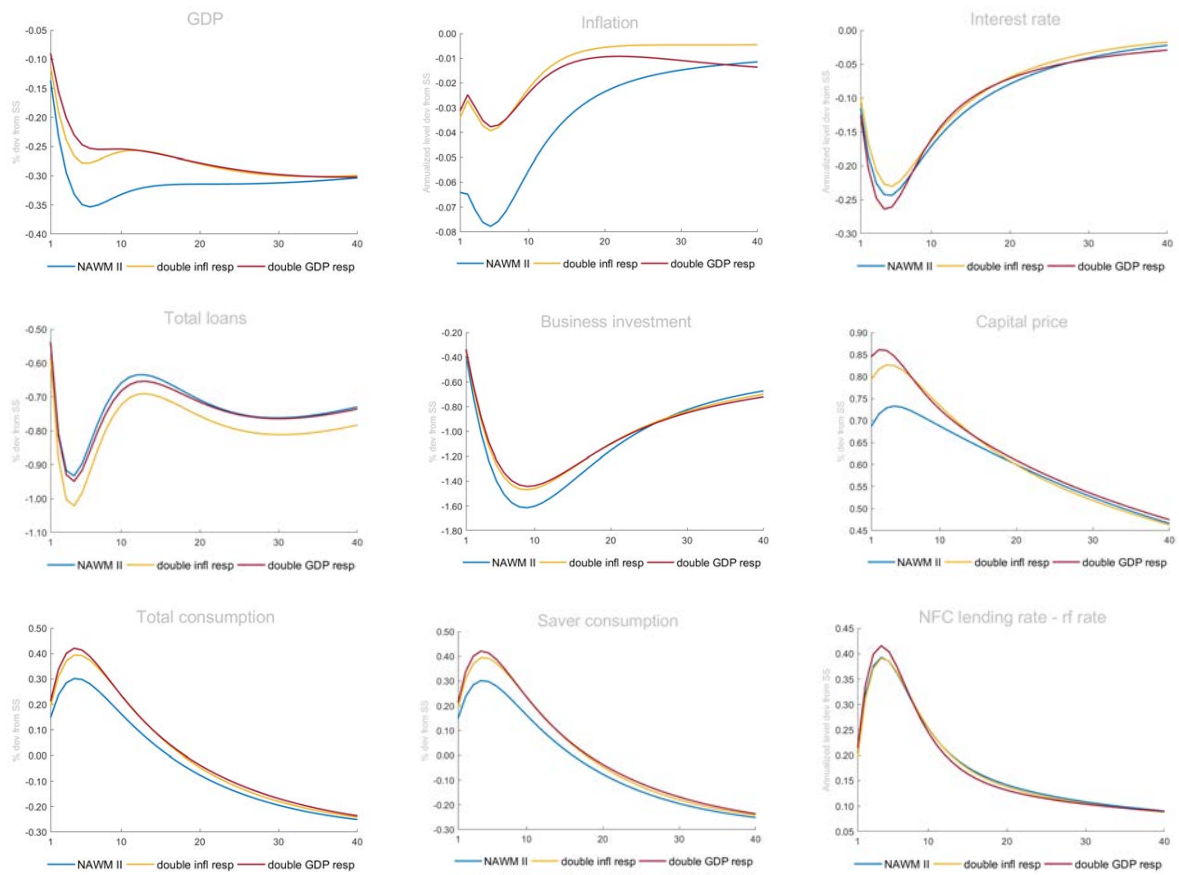 GDP
% dev from SS
-0.05
-0.10
-0.15
-0.20
-0.25
-0.30
-0.35
-0.40
1 10 20 30 40
NAWM II double infl resp double GDP resp
Inflation
Annualized level dev from SS
0.00
-0.01
-0.02
-0.03
-0.04
-0.05
-0.06
-0.07
-0.08
1 10 20 30 40
NAWM II double infl resp double GDP resp
Interest rate
Annualized level dev from SS
0.00
-0.05
-0.10
-0.15
-0.20
-0.25
-0.30
1 10 20 30 40
NAWM II double infl resp double GDP resp
Total loans
% dev from SS
-0.50
-0.60
-0.70
-0.80
-0.90
-1.00
-1.10
1 10 20 30 40
NAWM II double infl resp double GDP resp
Business investment
% dev from SS
-0.20
-0.40
-0.60
-0.80
-1.00
-1.20
-1.40
-1.60
-1.80
1 10 20 30 40
NAWM II double infl resp double GDP resp
Capital price
% dev from SS
0.90
0.85
0.80
0.75
0.70
0.65
0.60
0.55
0.50
0.45
1 10 20 30 40
NAWM II double infl resp double GDP resp
Total consumption
% dev from SS
0.50
0.40
0.30
0.20
0.10
0.00
-0.10
-0.20
-0.30
1 10 20 30 40
NAWM II double infl resp double GDP resp
Saver consumption
% dev from SS
0.50
0.40
0.30
0.20
0.10
0.00
-0.10
-0.20
-0.30
1 10 20 30 40
NAWM II double infl resp double GDP resp
NFC lending rate - rf rate
Annualized level dev from SS
0.45
0.40
0.35
0.30
0.25
0.20
0.15
0.10
0.05
1 10 20 30 40
NAWM II double infl resp double GDP resp